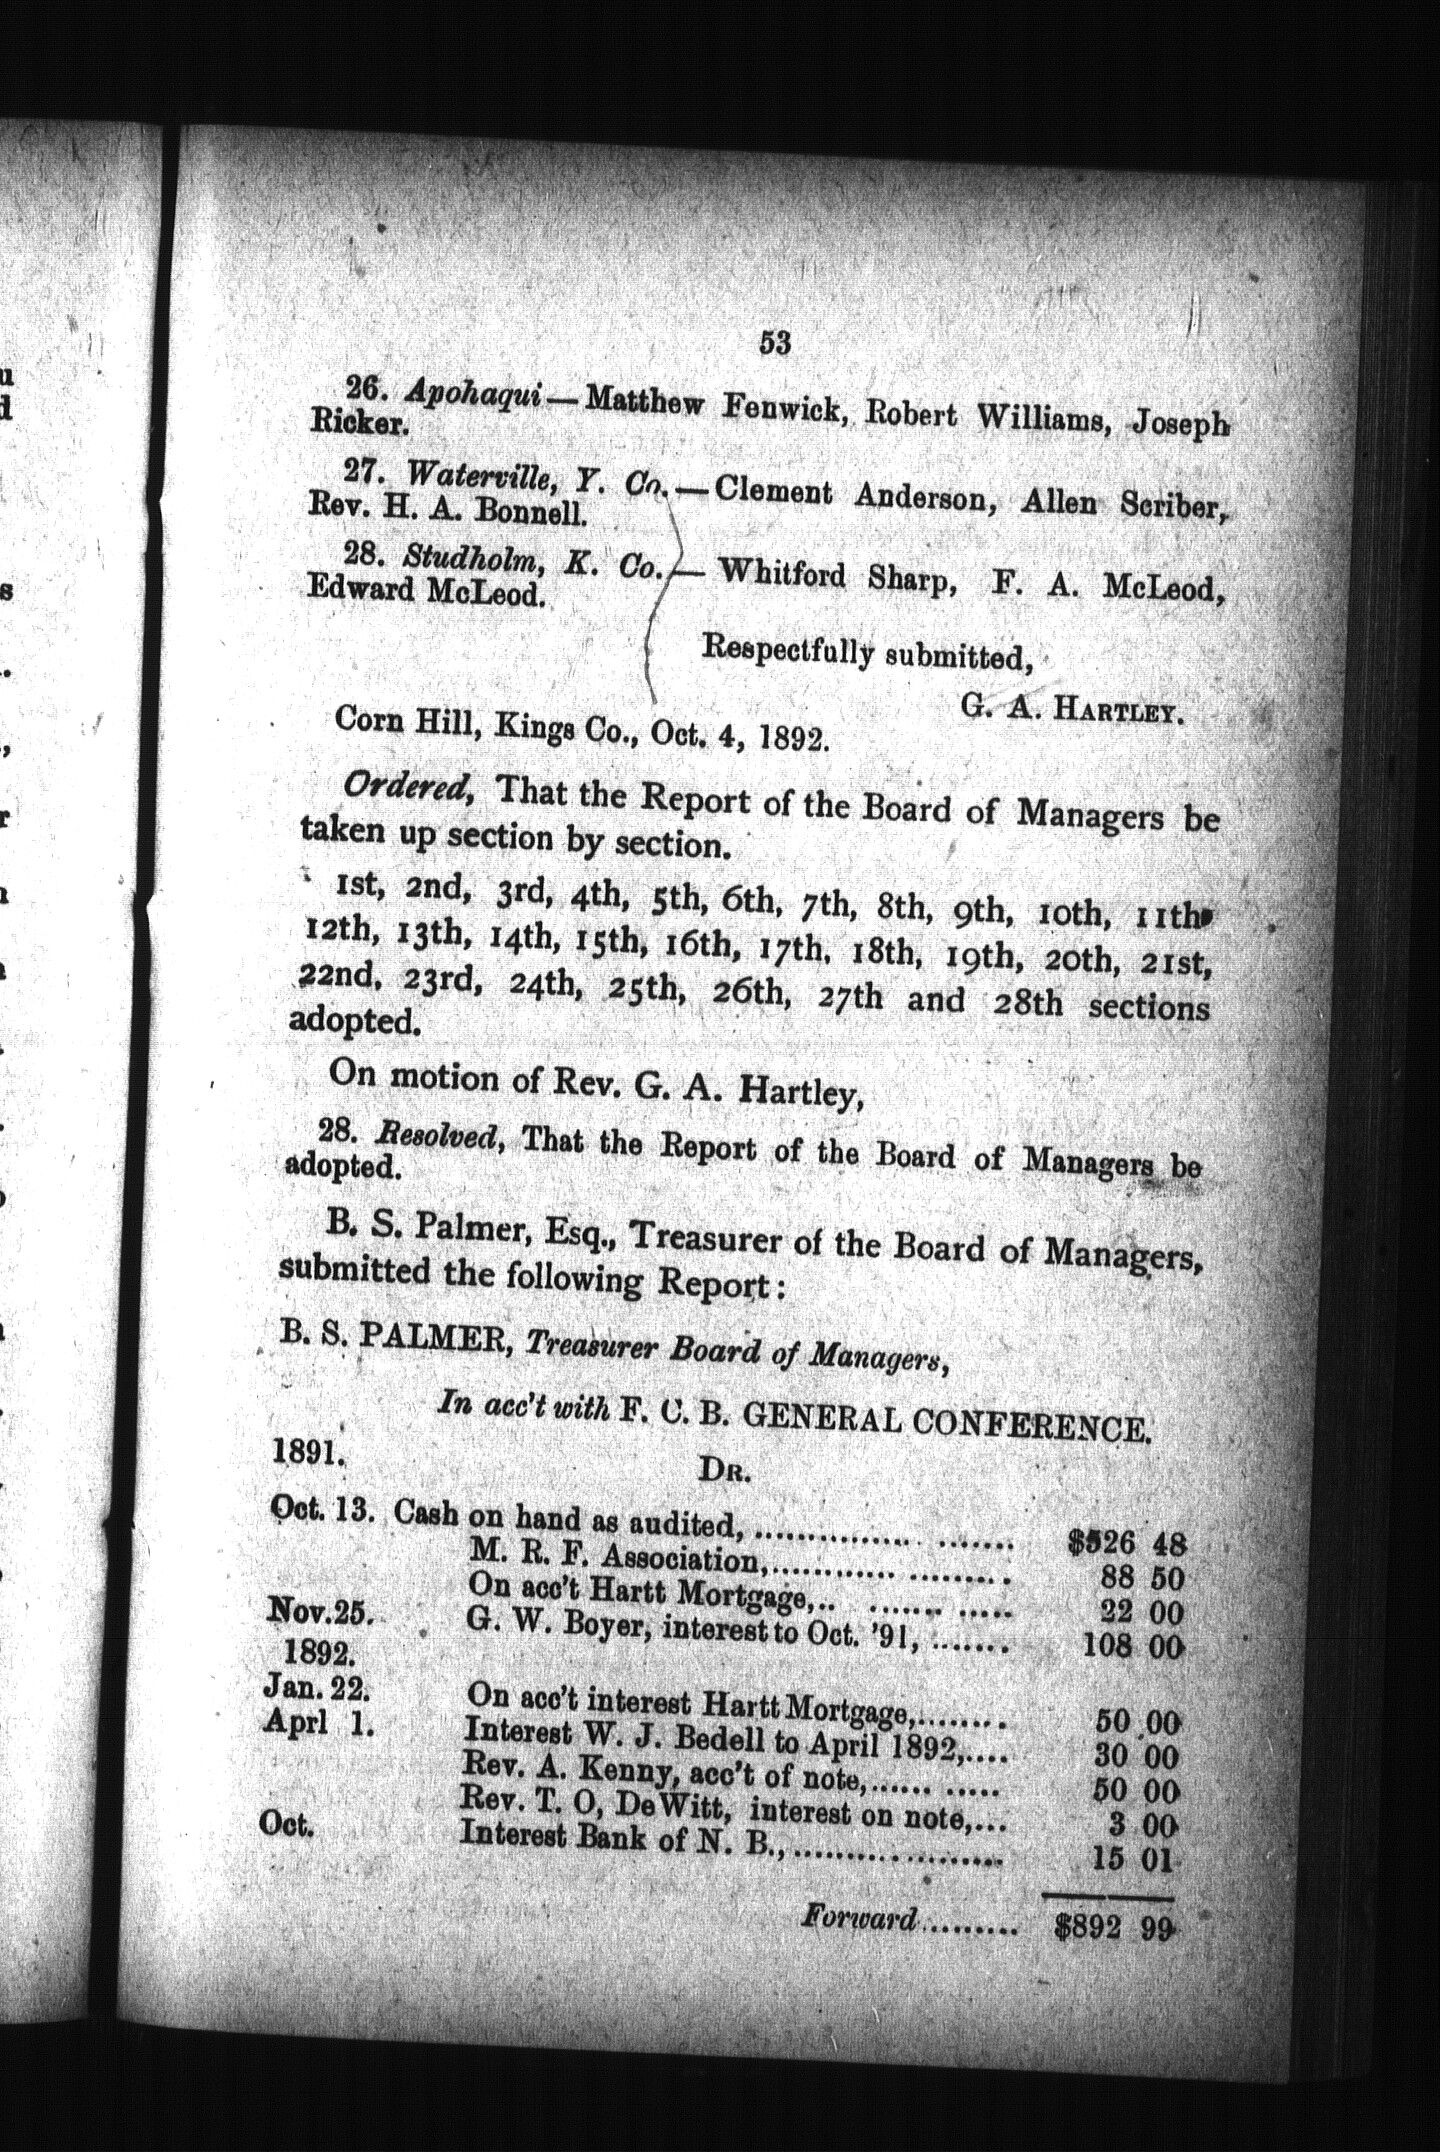 53
26. Apohaqui—Matthew Fenwick, Robert Williams, Joseph
Ricker.
27. Waterville, Y. Co.—Clement Anderson, Allen Scriber,
Rev. H. A. Bonnell.
28. Studholm, K. Co.— Whitford Sharp, F. A. McLeod,
Edward McLeod.
Respectfully submitted,
G. A. HARTLEY.
Corn Hill, Kings Co., Oct. 4, 1892.
Ordered, That the Report of the Board of Managers be
taken up section by section.
1st, 2nd, 3rd, 4th, 5th, 6th, 7th, 8th, 9th, 10th, 11th,
12th, 13th, 14th, 15th, 16th, 17th, 18th, 19th, 20th, 21st,
22nd, 23rd, 24th, 25th, 26th, 27th and 28th sections
adopted.
On motion of Rev. G. A. Hartley,
28. Resolved, That the Report of the Board of Managers be
adopted.
B. S. Palmer, Esq., Treasurer of the Board of Managers,
submitted the following Report:
B. S. PALMER, Treasurer Board of Managers,
In acc't with F. C. B. GENERAL CONFERENCE.
1891. DR.
Oct. 13. Cash on hand as audited, .................. ....... $526 48
M. R. F. Association,............. ......... 88 50
On acc't Hartt Mortgage,.. ....... ..... 22 00
Nov. 25. G. W. Boyer, interest to Oct. '91, ....... 108 00
1892.
Jan. 22. On acc't interest Hartt Mortgage,........ 50 00
Aprl 1. Interest W. J. Bedell to April 1892,.... 30 00
Rev. A. Kenny, acc't of note,...... ..... 50 00
Rev. T. O, DeWitt, interest on note,... 3 00
Oct. Interest Bank of N. B., .................... 15 01
Forward......... $892 99